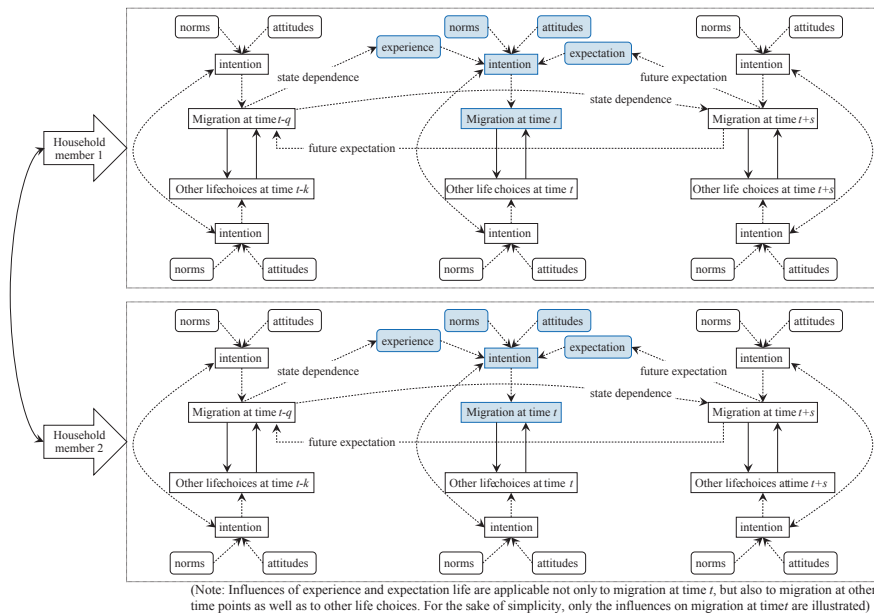 norms attitudes norms attitudes norms attitudes
experience
expectation
intention intention intention
state dependence future expectation
state dependence
Migration at time t-q Migration at time t Migration at time t+s
Household
member 1
future expectation
Other lifechoices at time t-k Other life choices at time t Other life choices at time t+s
intention intention intention
norms attitudes norms attitudes norms attitudes
norms attitudes norms attitudes norms attitudes
experience
expectation
intention intention intention
state dependence future expectation
state dependence
Migration at time t-q Migration at time t Migration at time t+s
Household
member 2
future expectation
Other lifechoices at time t-k Other lifechoices at time t Other lifechoices attime t+s
intention intention intention
norms attitudes norms attitudes norms attitudes
(Note: Influences of experience and expectation life are applicable not only to migration at time t, but also to migration at other
time points as well as to other life choices. For the sake of simplicity, only the influences on migration at time t are illustrated)